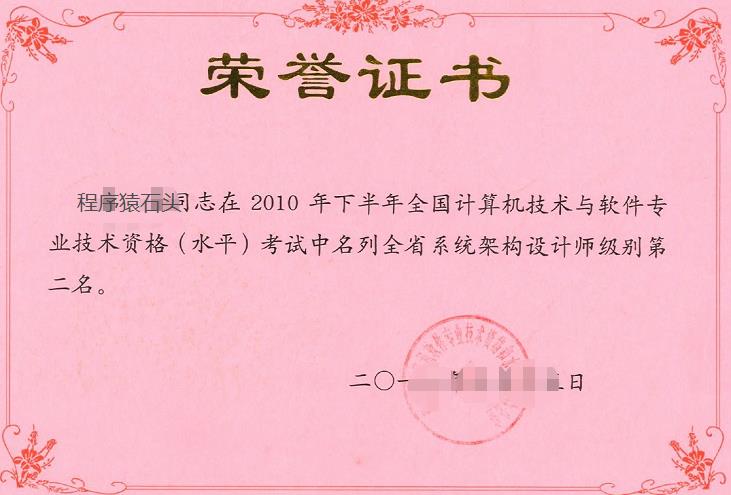 荣誉证书
程序猿石头同志在 2010 年下半年全国计算机技术与软件专
业技术资格（水平）考试中名列全省系统架构设计师级别第
二名。
二〇一 日